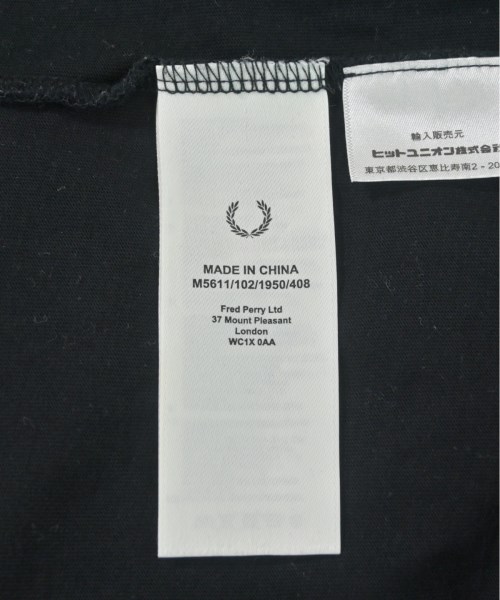 MADE IN CHINA
M5611/102/1950/408
Fred Perry Ltd
37 Mount Pleasant
London
WC1X 0AA
輸入販売元
ヒットユニオン株式会社
東京都渋谷区恵比寿南2-20